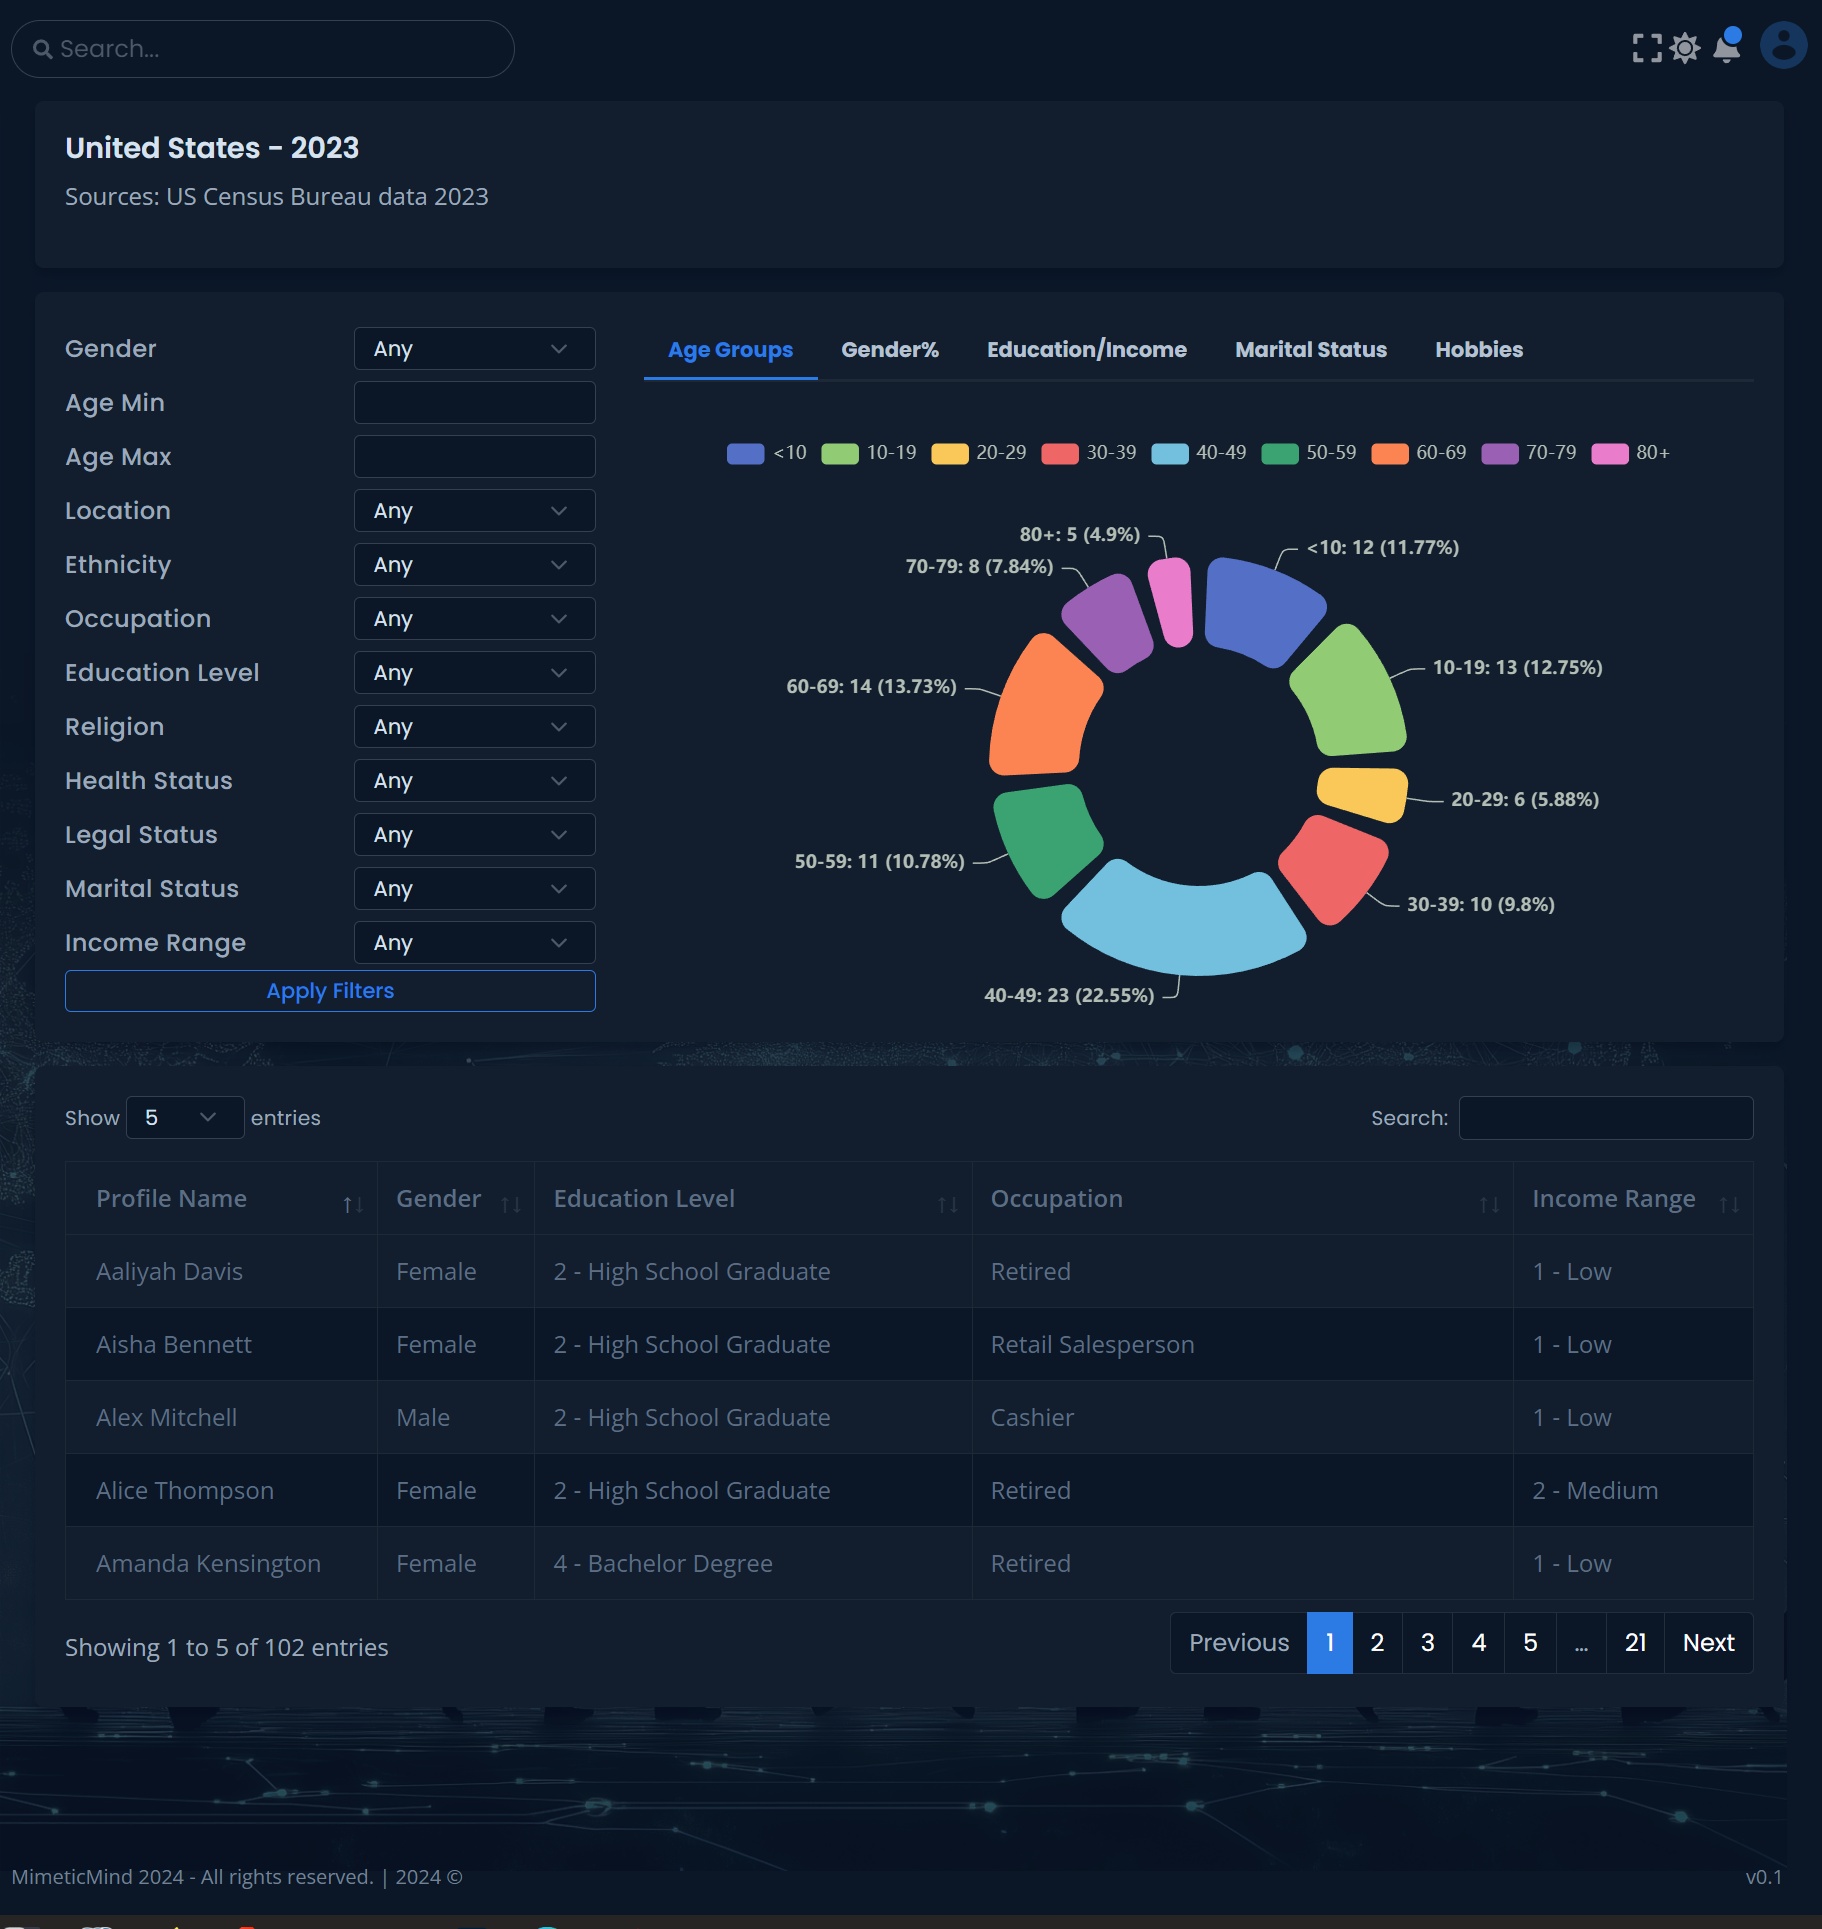 Search...
United States - 2023
Sources: US Census Bureau data 2023
Gender Any
Age Min
Age Max
Location Any
Ethnicity Any
Occupation Any
Education Level Any
Religion Any
Health Status Any
Legal Status Any
Marital Status Any
Income Range Any
Apply Filters
Age Groups Gender% Education/Income Marital Status Hobbies
<10 10-19 20-29 30-39 40-49 50-59 60-69 70-79 80+
80+: 5 (4.9%)
<10: 12 (11.77%)
70-79: 8 (7.84%)
10-19: 13 (12.75%)
60-69: 14 (13.73%)
20-29: 6 (5.88%)
50-59: 11 (10.78%)
30-39: 10 (9.8%)
40-49: 23 (22.55%)
Show 5 entries Search:
Profile Name Gender Education Level Occupation Income Range
Aaliyah Davis Female 2 - High School Graduate Retired 1 - Low
Aisha Bennett Female 2 - High School Graduate Retail Salesperson 1 - Low
Alex Mitchell Male 2 - High School Graduate Cashier 1 - Low
Alice Thompson Female 2 - High School Graduate Retired 2 - Medium
Amanda Kensington Female 4 - Bachelor Degree Retired 1 - Low
Showing 1 to 5 of 102 entries Previous 1 2 3 4 5 ... 21 Next
MimeticMind 2024 - All rights reserved. | 2024 © v0.1